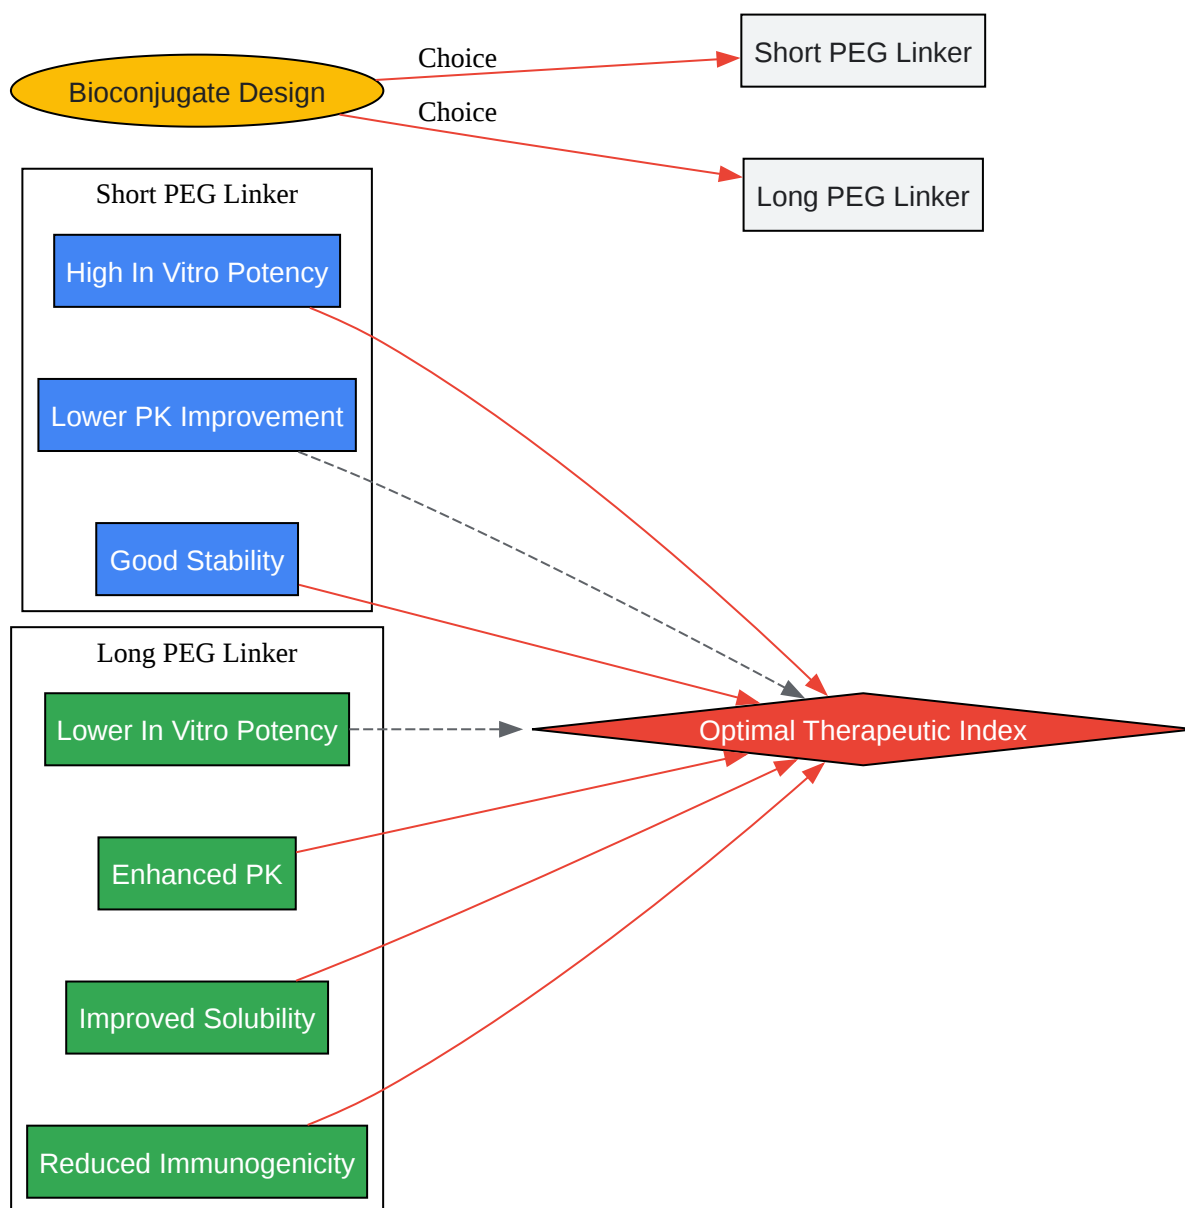 Bioconjugate Design
Choice
Choice
Short PEG Linker
Long PEG Linker
Short PEG Linker
High In Vitro Potency
Lower PK Improvement
Good Stability
Long PEG Linker
Lower In Vitro Potency
Enhanced PK
Improved Solubility
Reduced Immunogenicity
Optimal Therapeutic Index